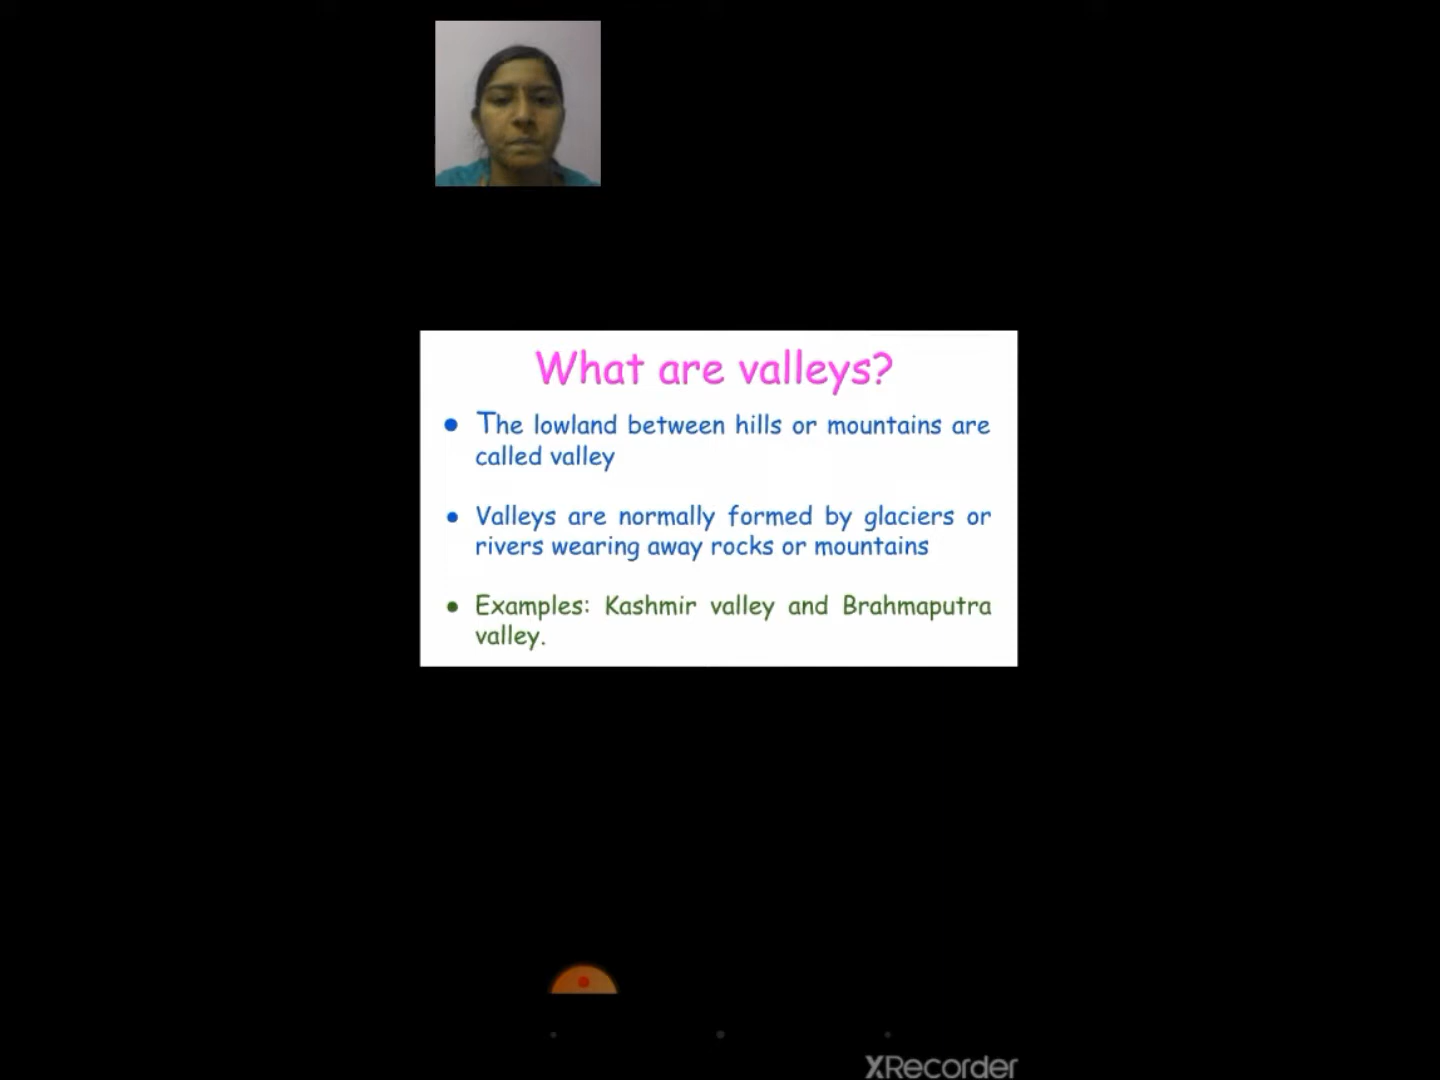 What are valleys?
• The lowland between hills or mountains are
called valley
• Valleys are normally formed by glaciers or
rivers wearing away rocks or mountains
• Examples: Kashmir valley and Brahmaputra
valley.
XRecorder